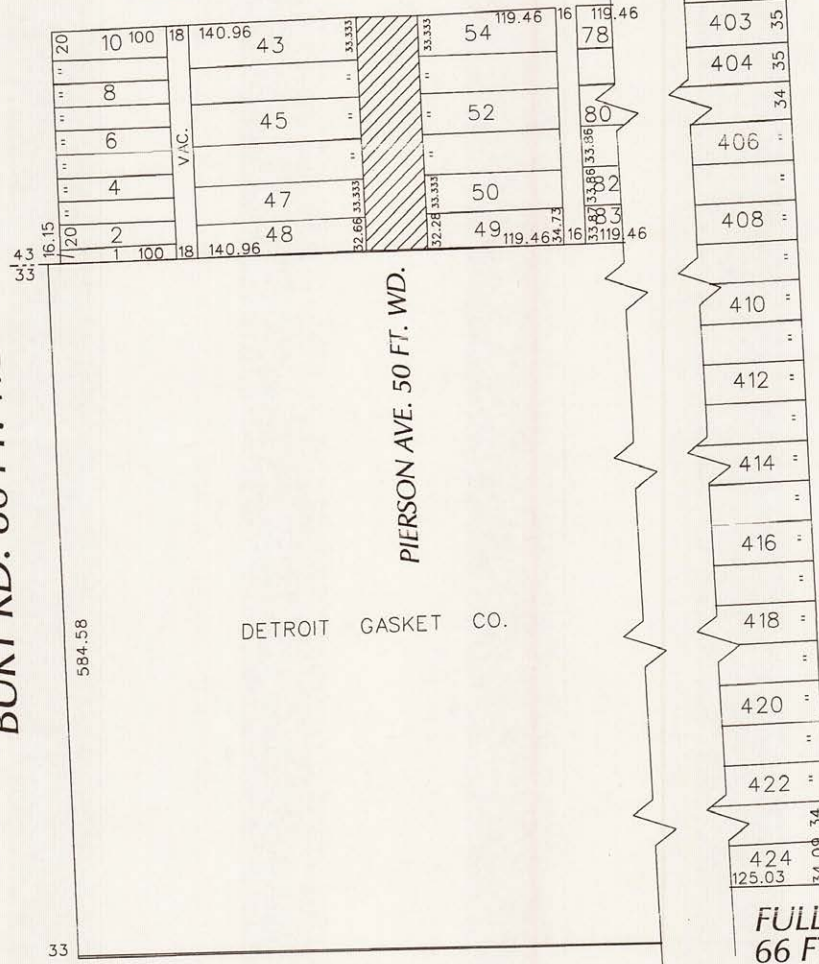 20 10 100 18 140.96 43 33.333 33.333 54 119.46 16 119.46 78
403 35
404 35
" "
" 8
34
" 45 " " 52 80
406 "
" 6
VAC.
33.86
" "
" 4 47 33.333 33.333 50 33.86 82
"
408 "
16.15 20 2 48 32.66 32.28 49 34.73 33.87 83
43 1 100 18 140.96 119.46 16 119.46
33
"
410 "
"
412 "
"
414 "
"
416 "
"
418 "
"
420 "
"
422 "
34
424 34.09
125.03
PIERSON AVE. 50 FT. WD.
584.58
DETROIT GASKET CO.
BURT RD.
33
FULL
66 F